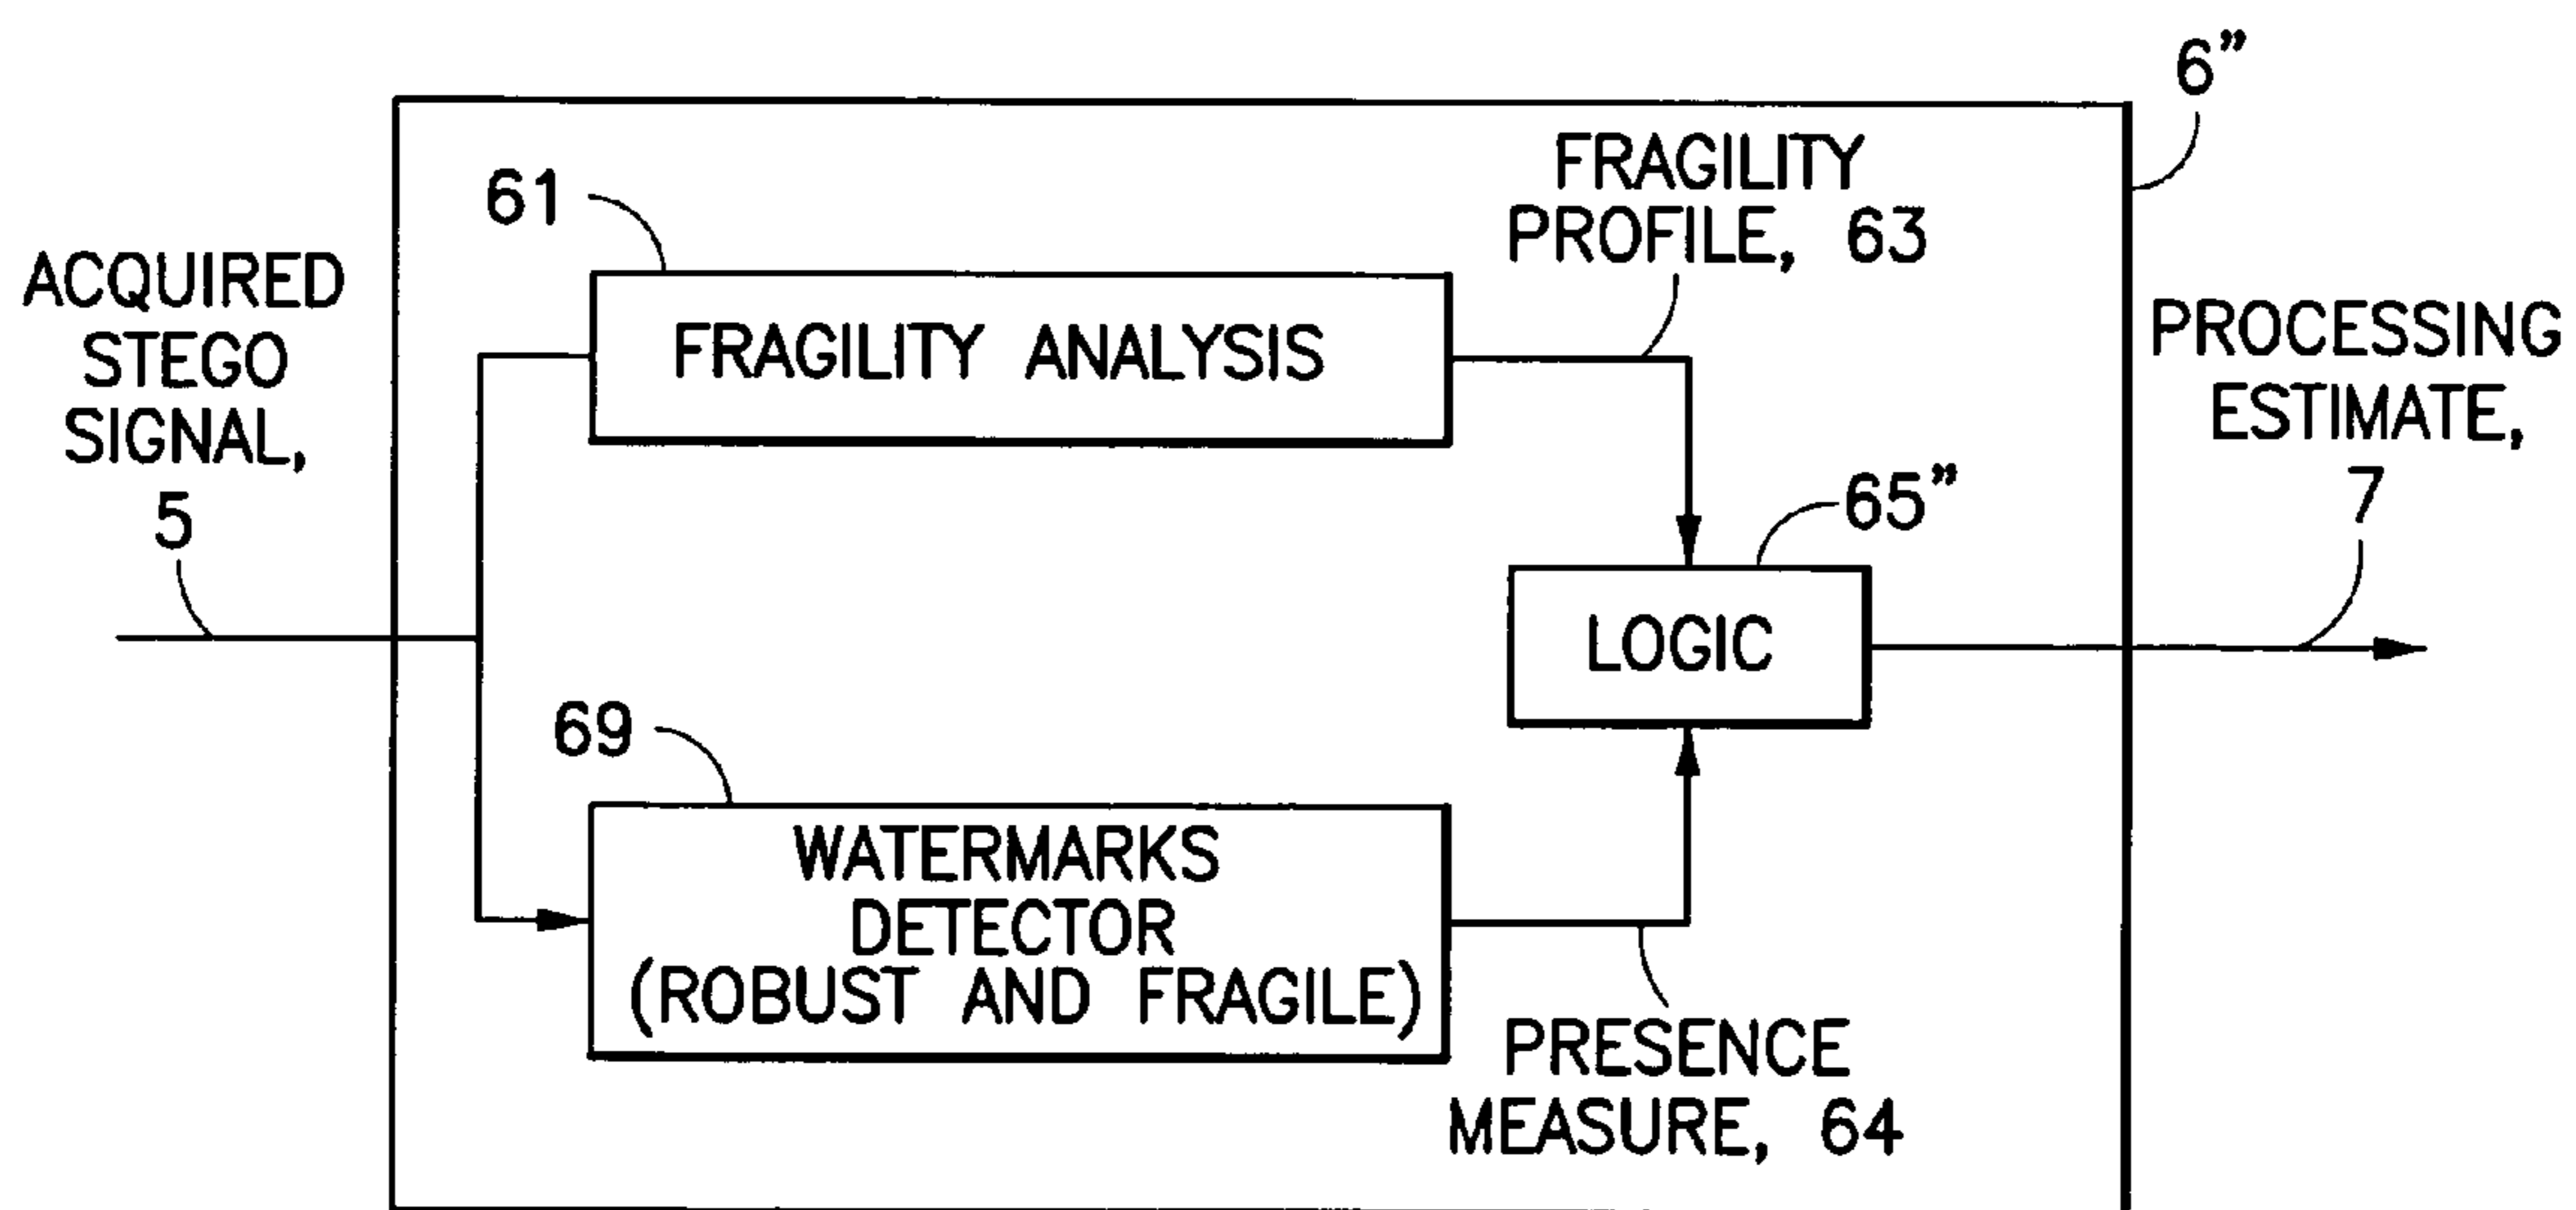 6”
FRAGILITY
PROFILE, 63
61
ACQUIRED
STEGO
SIGNAL,
5
FRAGILITY ANALYSIS
PROCESSING
ESTIMATE,
7
65”
LOGIC
69
WATERMARKS
DETECTOR
(ROBUST AND FRAGILE)
PRESENCE
MEASURE, 64